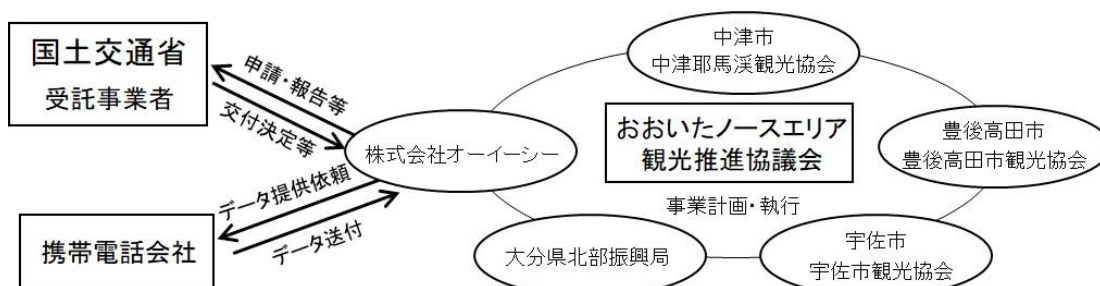 国土交通省
受託事業者
申請・報告等
交付決定等
データ提供依頼
データ送付
携帯電話会社
株式会社オーイーシー
中津市
中津耶馬渓観光協会
おおいたノースエリア
観光推進協議会
事業計画・執行
豊後高田市
豊後高田市観光協会
大分県北部振興局
宇佐市
宇佐市観光協会